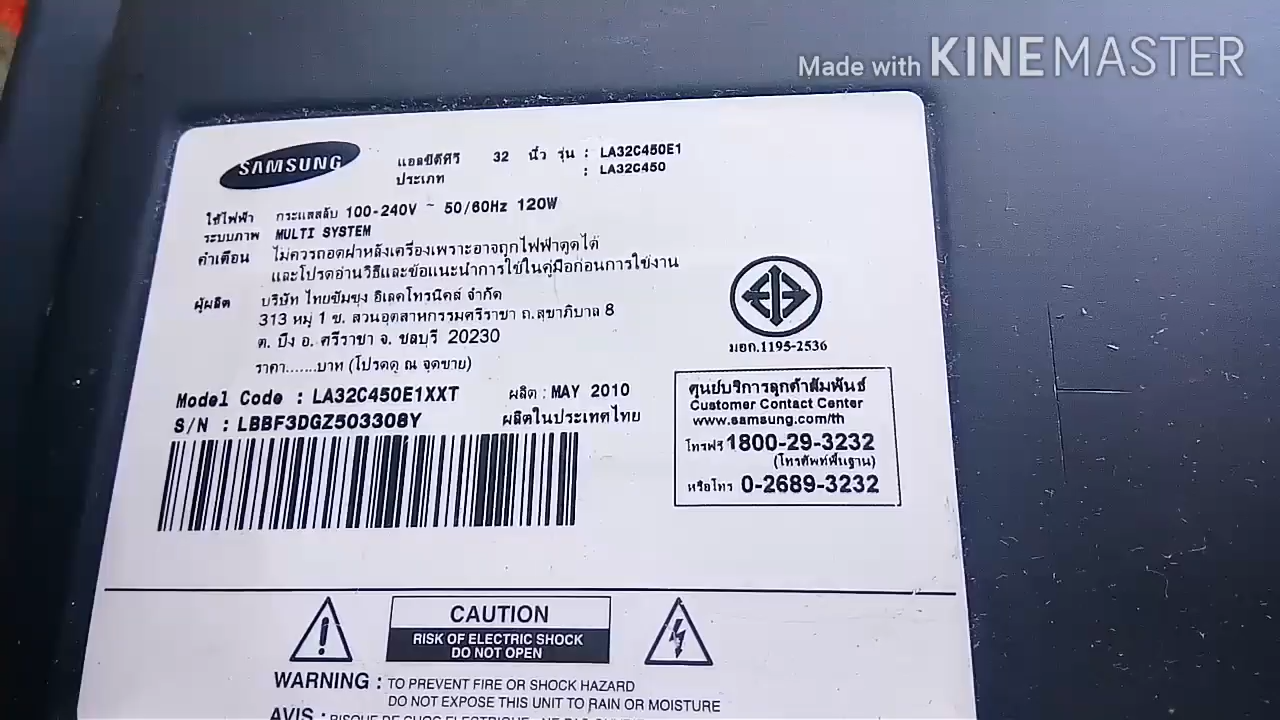 Made with KINEMASTER
SAMSUNG
แอลซีดีทีวี 32 นิ้ว รุ่น : LA32C450E1
ประเภท : LA32C450
ใช้ไฟฟ้า กระแสสลับ 100-240V ~ 50/60Hz 120W
ระบบภาพ MULTI SYSTEM
คำเตือน ไม่ควรถอดฝาหลังเครื่องเพราะอาจถูกไฟฟ้าดูดได้
และโปรดอ่านวิธีและข้อแนะนำการใช้ในคู่มือก่อนการใช้งาน
ผู้ผลิต บริษัท ไทยซัมซุง อิเลคโทรนิคส์ จำกัด
313 หมู่ 1 ข. สวนอุตสาหกรรมศรีราชา ถ.สุขาภิบาล 8
ต. บึง อ. ศรีราชา จ. ชลบุรี 20230
ราคา.......บาท (โปรดดู ณ จุดขาย)
มอก.1195-2536
Model Code : LA32C450E1XXT ผลิต : MAY 2010
S/N : LBBF3DGZ503308Y ผลิตในประเทศไทย
ศูนย์บริการลูกค้าสัมพันธ์
Customer Contact Center
www.samsung.com/th
โทรฟรี 1800-29-3232
(โทรศัพท์พื้นฐาน)
หรือโทร 0-2689-3232
CAUTION
RISK OF ELECTRIC SHOCK
DO NOT OPEN
WARNING : TO PREVENT FIRE OR SHOCK HAZARD
DO NOT EXPOSE THIS UNIT TO RAIN OR MOISTURE
AVIS : RISQUE DE CHOC ELECTRIQUE